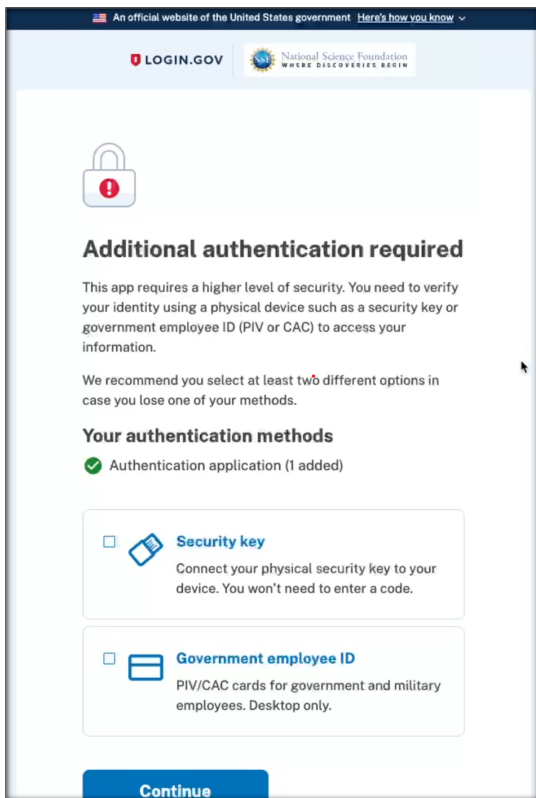 An official website of the United States government Here's how you know
LOGIN.GOV National Science Foundation
WHERE DISCOVERIES BEGIN
Additional authentication required
This app requires a higher level of security. You need to verify
your identity using a physical device such as a security key or
government employee ID (PIV or CAC) to access your
information.
We recommend you select at least two different options in
case you lose one of your methods.
Your authentication methods
Authentication application (1 added)
Security key
Connect your physical security key to your
device. You won't need to enter a code.
Government employee ID
PIV/CAC cards for government and military
employees. Desktop only.
Continue